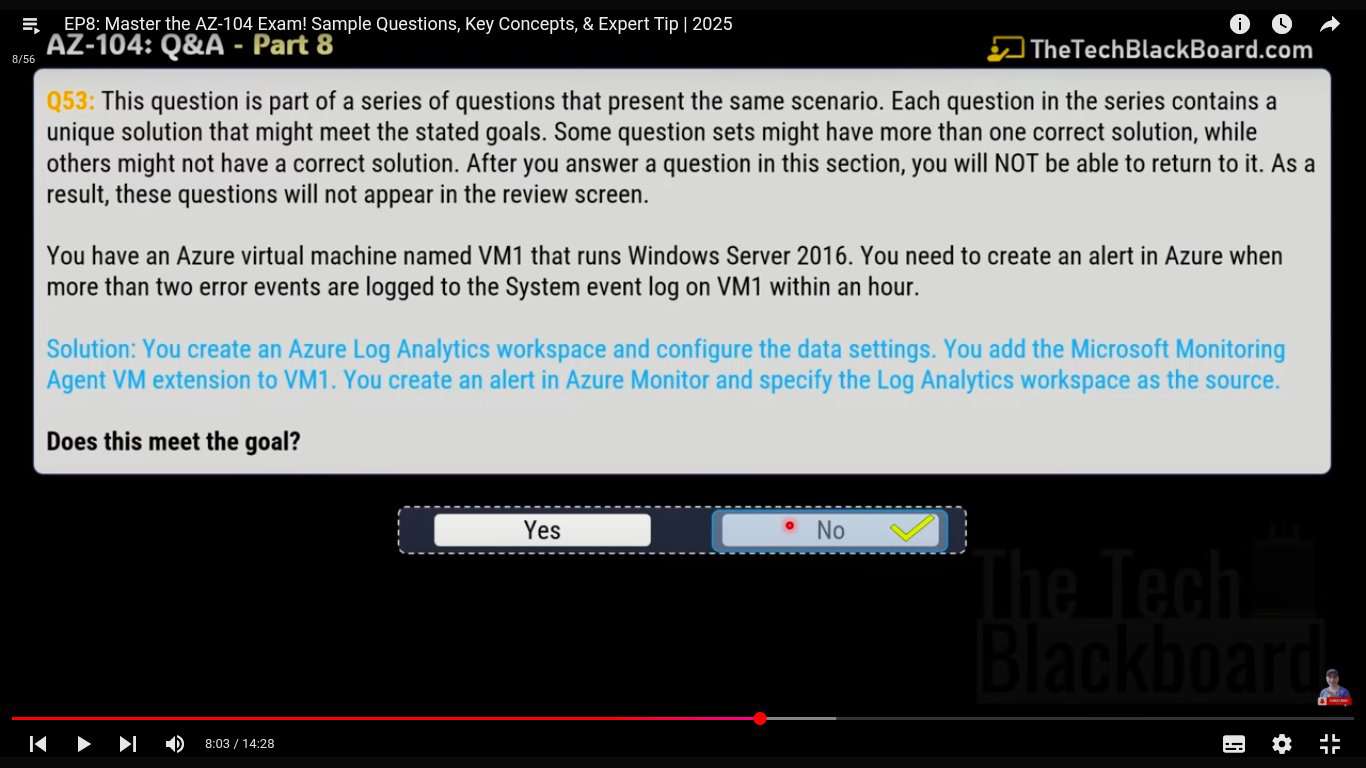 EP8: Master the AZ-104 Exam! Sample Questions, Key Concepts, & Expert Tip | 2025
8/56
AZ-104: Q&A - Part 8
TheTechBlackBoard.com
Q53: This question is part of a series of questions that present the same scenario. Each question in the series contains a
unique solution that might meet the stated goals. Some question sets might have more than one correct solution, while
others might not have a correct solution. After you answer a question in this section, you will NOT be able to return to it. As a
result, these questions will not appear in the review screen.
You have an Azure virtual machine named VM1 that runs Windows Server 2016. You need to create an alert in Azure when
more than two error events are logged to the System event log on VM1 within an hour.
Solution: You create an Azure Log Analytics workspace and configure the data settings. You add the Microsoft Monitoring
Agent VM extension to VM1. You create an alert in Azure Monitor and specify the Log Analytics workspace as the source.
Does this meet the goal?
Yes
No
The Tech
Blackboard
8:03 / 14:28